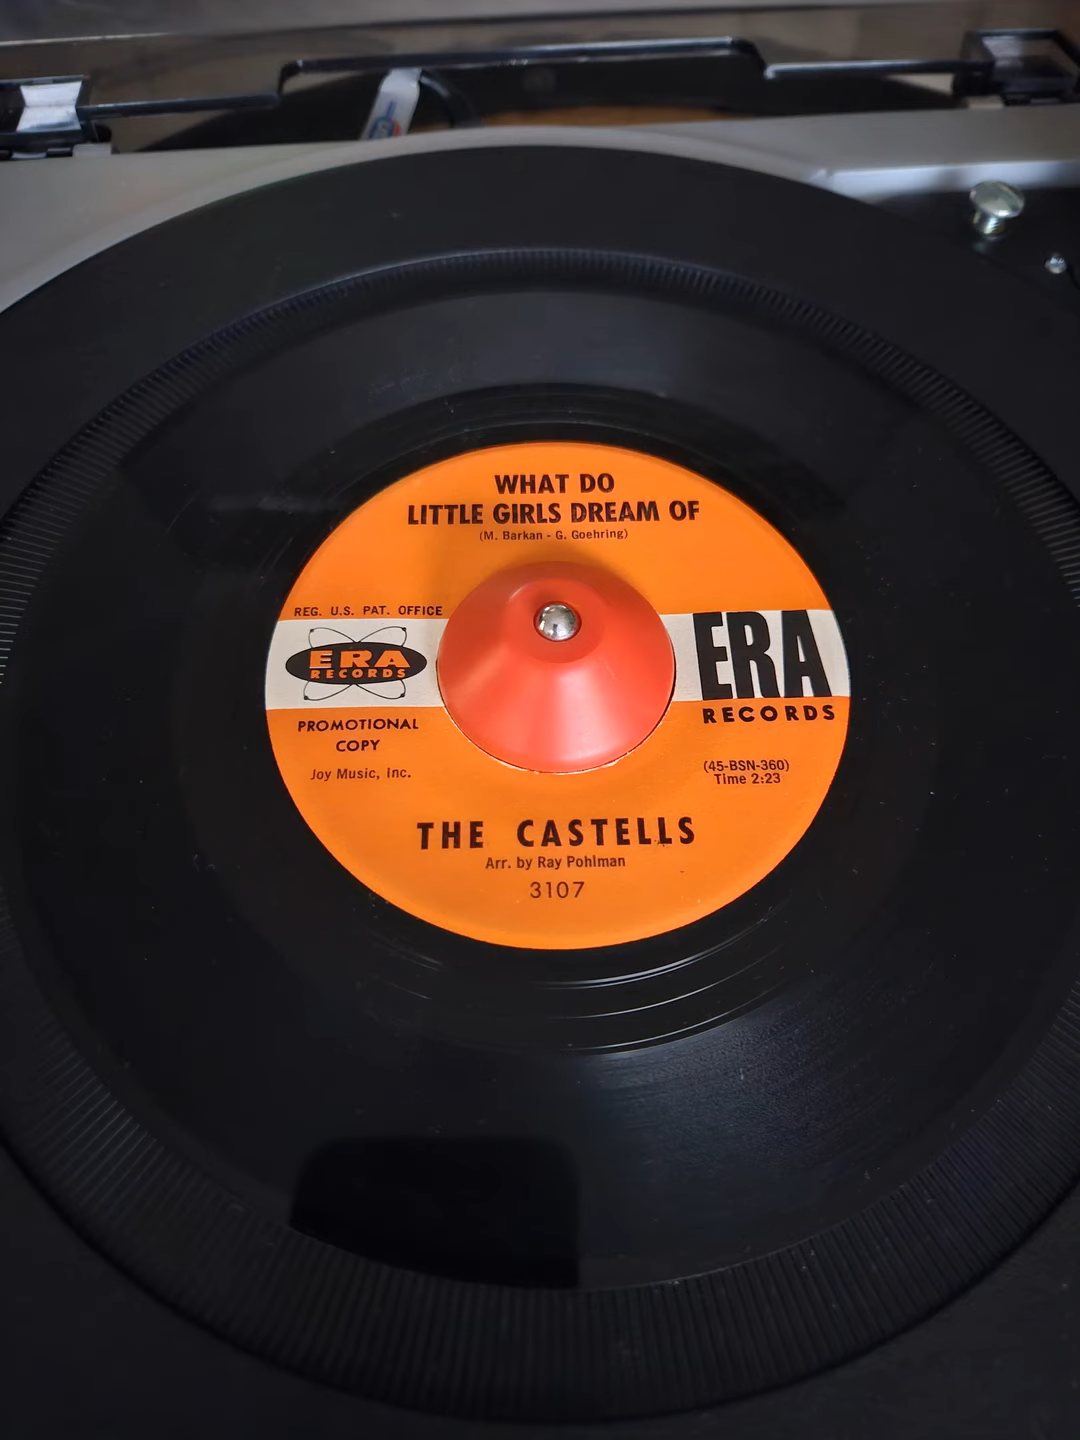 WHAT DO
LITTLE GIRLS DREAM OF
(M. Barkan - G. Goehring)
REG. U.S. PAT. OFFICE
ERA
RECORDS
ERA
RECORDS
PROMOTIONAL
COPY
Joy Music, Inc.
(45-BSN-360)
Time 2:23
THE CASTELLS
Arr. by Ray Pohlman
3107